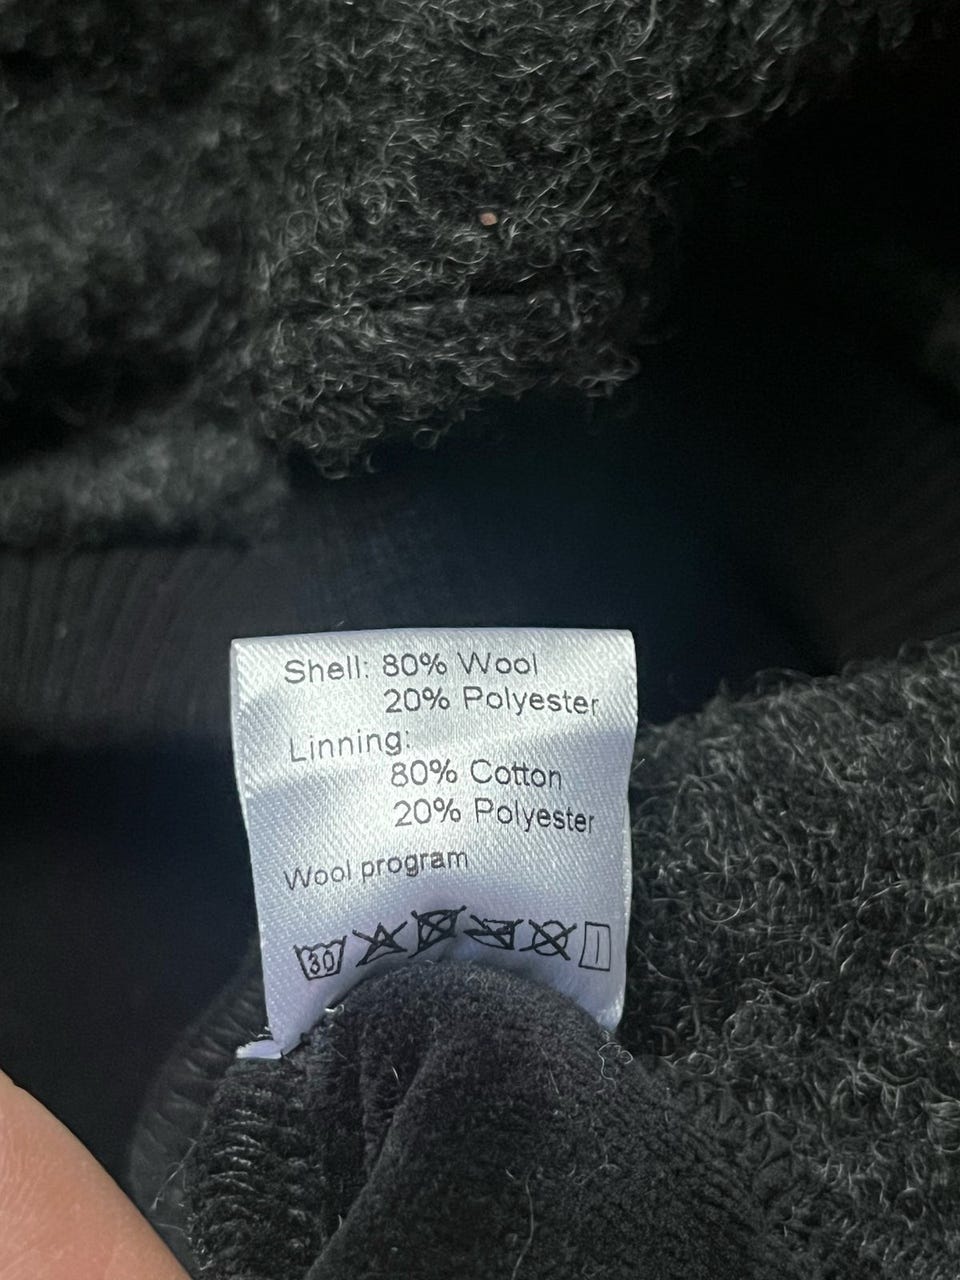 Shell: 80% Wool
20% Polyester
Linning:
80% Cotton
20% Polyester
Wool program
30